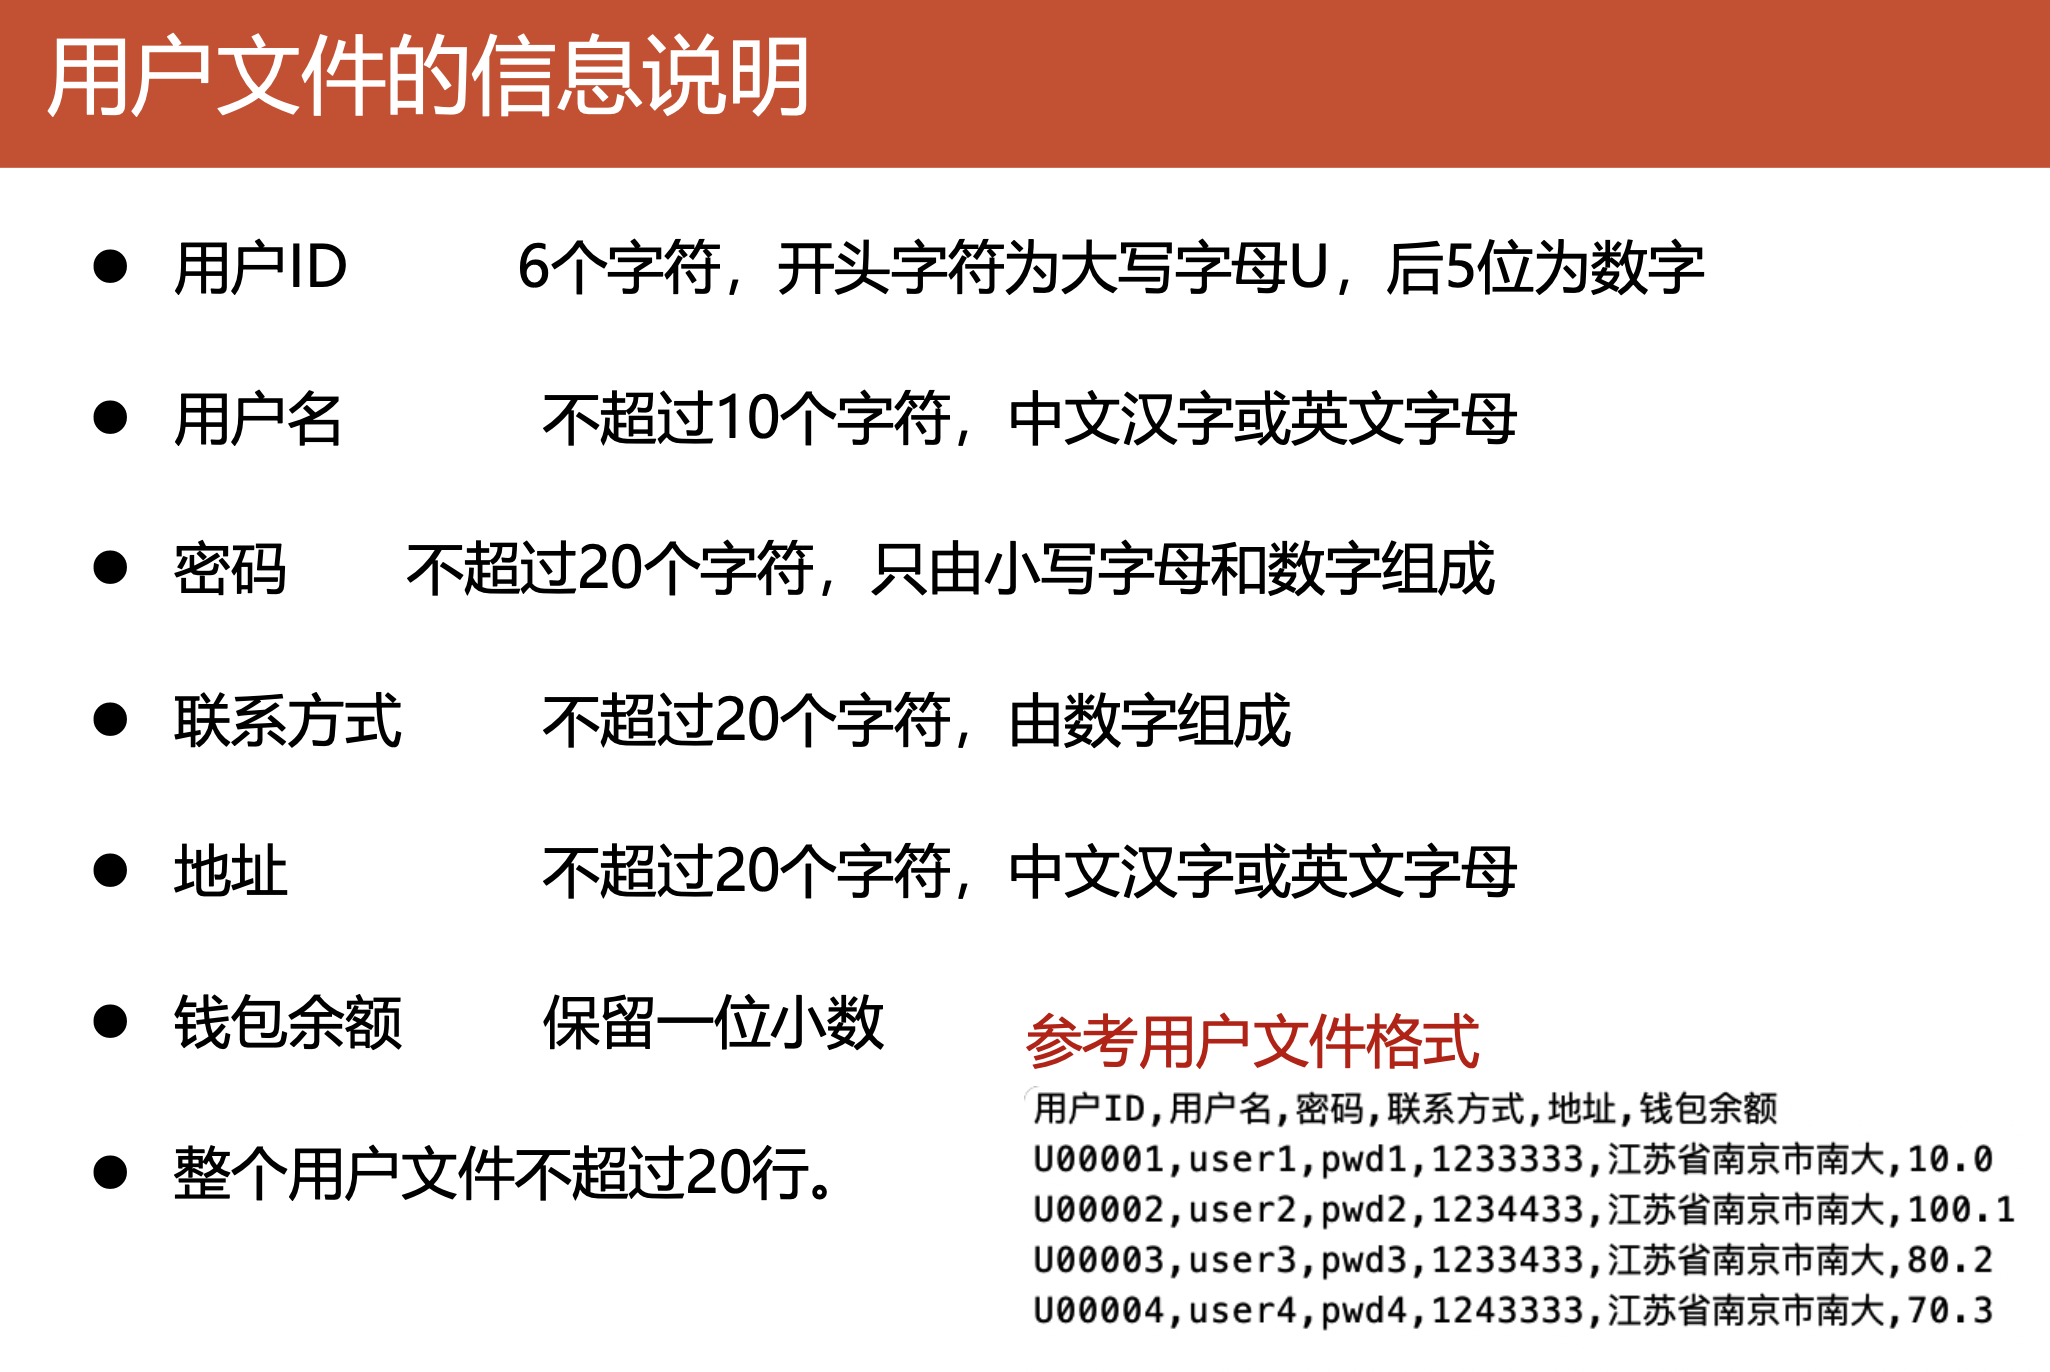 用户文件的信息说明
● 用户ID 6个字符，开头字符为大写字母U，后5位为数字
● 用户名 不超过10个字符，中文汉字或英文字母
● 密码 不超过20个字符，只由小写字母和数字组成
● 联系方式 不超过20个字符，由数字组成
● 地址 不超过20个字符，中文汉字或英文字母
● 钱包余额 保留一位小数
● 整个用户文件不超过20行。
参考用户文件格式
用户ID,用户名,密码,联系方式,地址,钱包余额
U00001,user1,pwd1,1233333,江苏省南京市南大,10.0
U00002,user2,pwd2,1234433,江苏省南京市南大,100.1
U00003,user3,pwd3,1233433,江苏省南京市南大,80.2
U00004,user4,pwd4,1243333,江苏省南京市南大,70.3